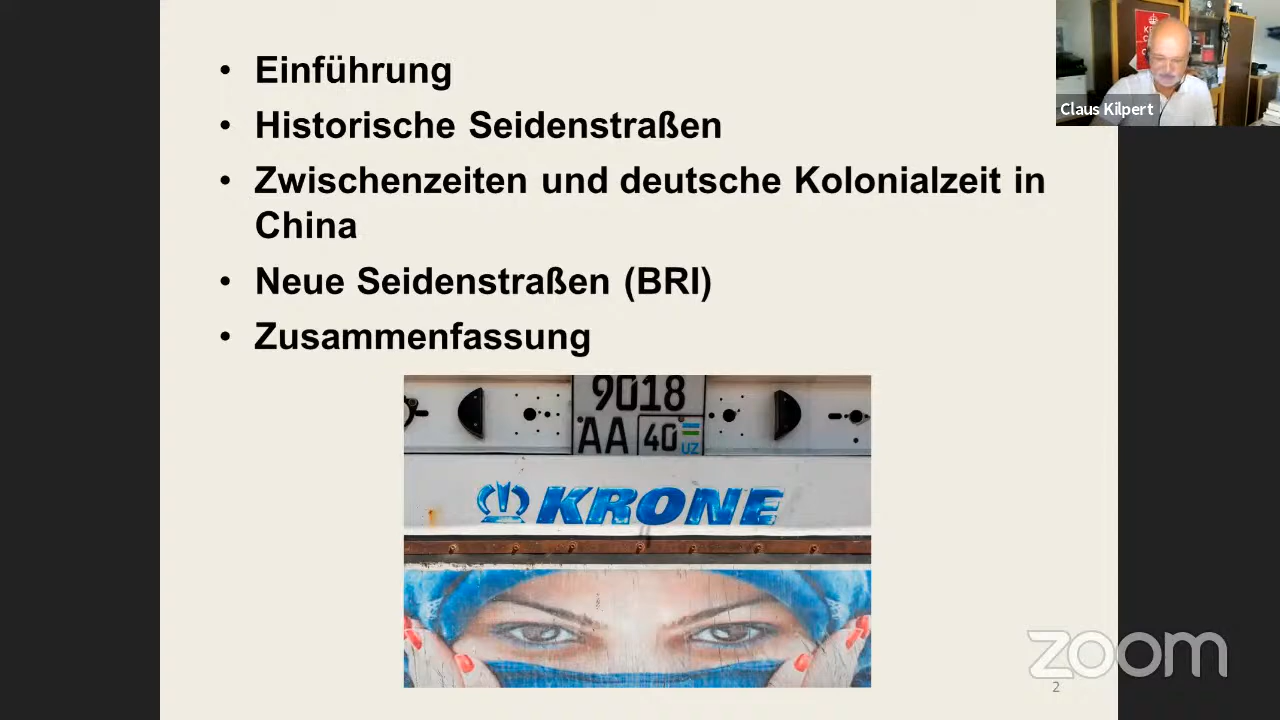 • Einführung
• Historische Seidenstraßen
• Zwischenzeiten und deutsche Kolonialzeit in
China
• Neue Seidenstraßen (BRI)
• Zusammenfassung
Claus Kilpert
9018
AA 40 UZ
KRONE
zoom
2